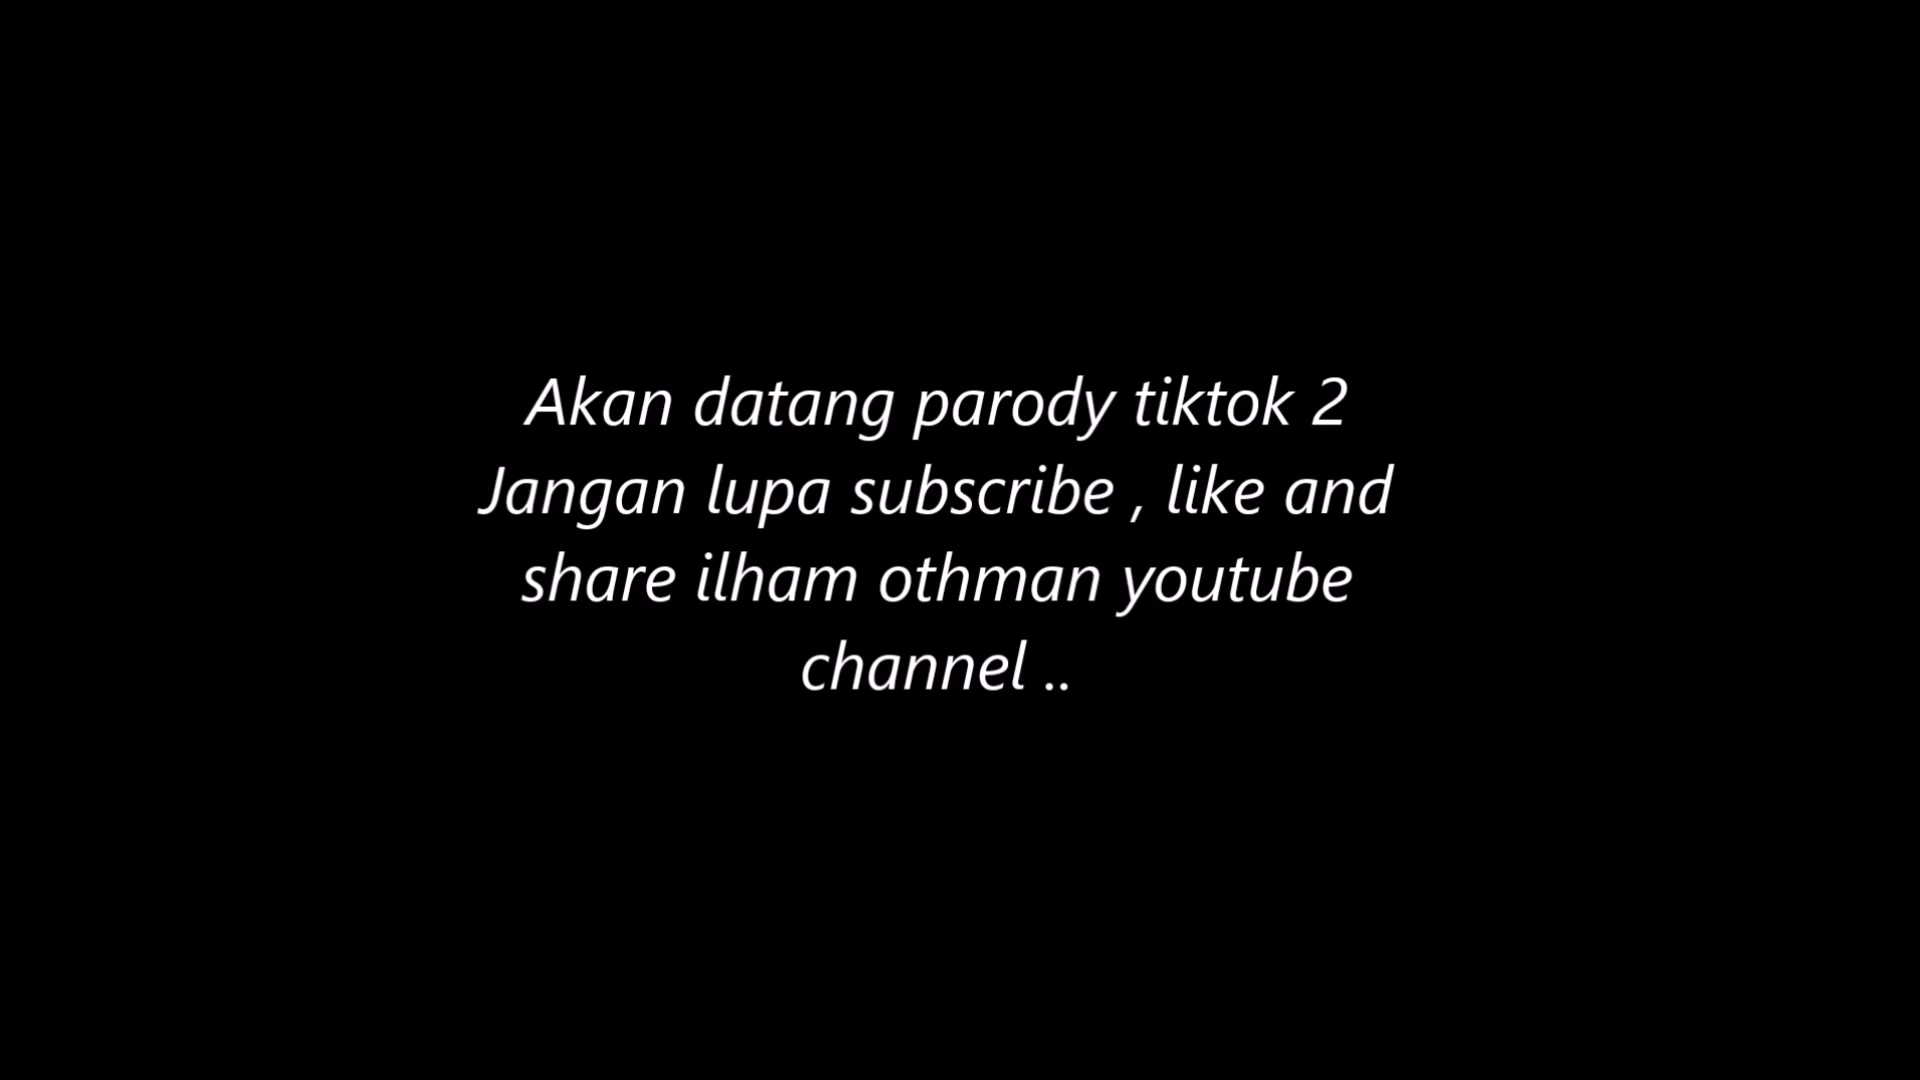 Akan datang parody tiktok 2
Jangan lupa subscribe , like and
share ilham othman youtube
channel ..